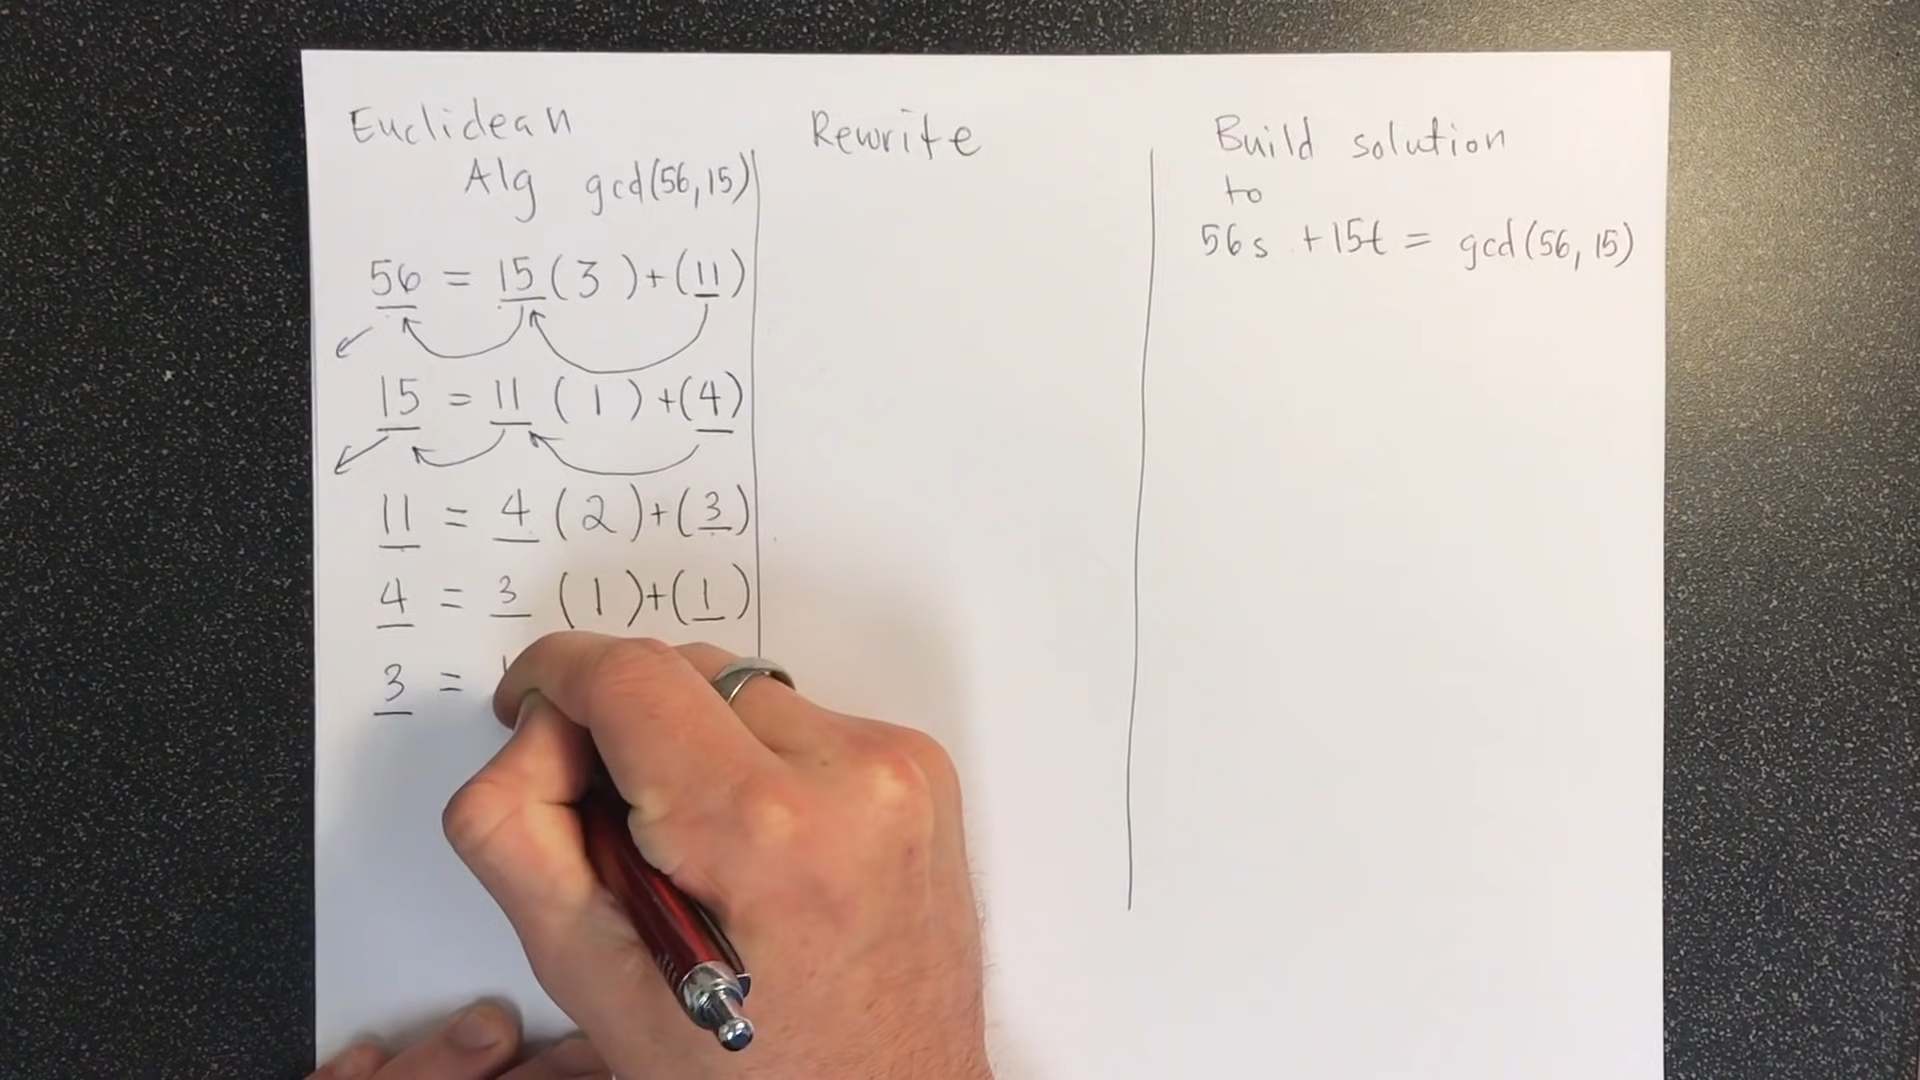 Euclidean
Alg gcd(56,15)
56 = 15(3)+(11)
15 = 11(1)+(4)
11 = 4(2)+(3)
4 = 3(1)+(1)
3 =
Rewrite
Build solution
to
56s +15t = gcd(56,15)